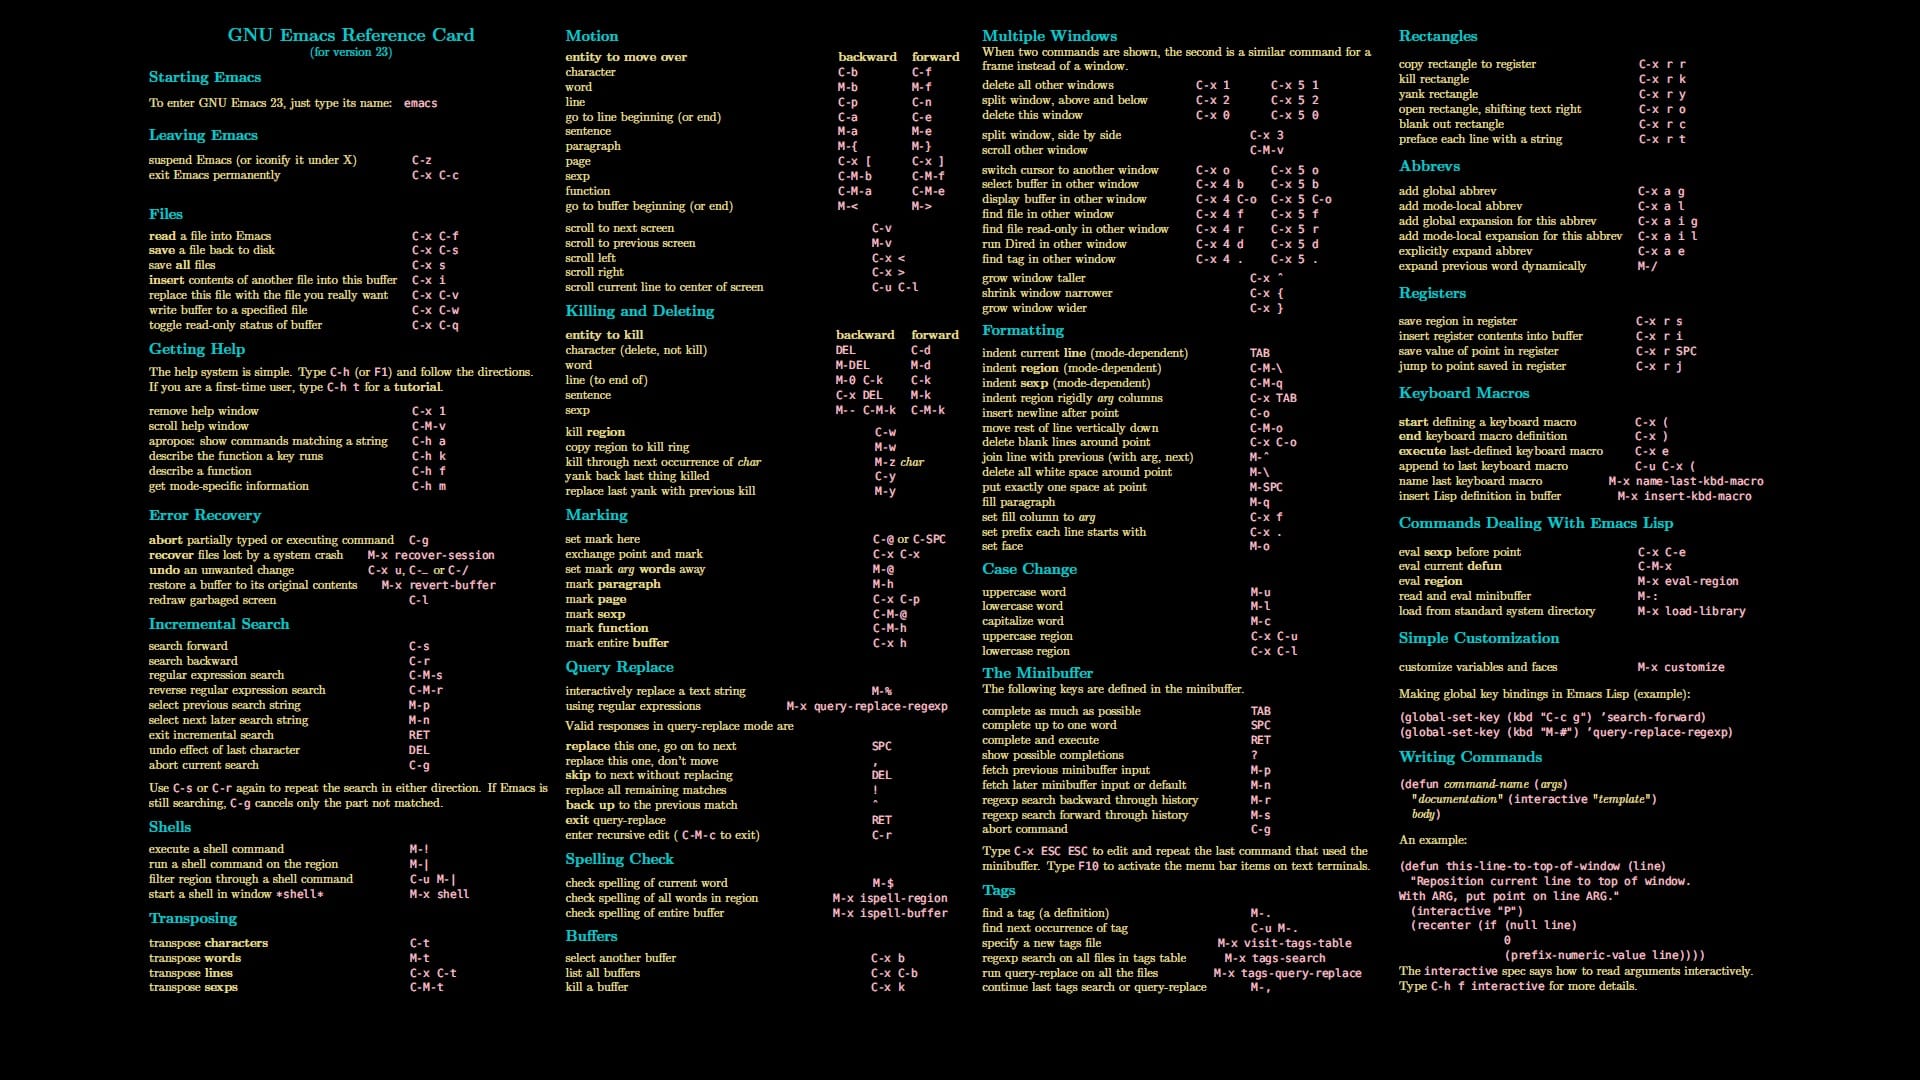 GNU Emacs Reference Card
(for version 23)
Starting Emacs
To enter GNU Emacs 23, just type its name: emacs
Leaving Emacs
suspend Emacs (or iconify it under X) C-z
exit Emacs permanently C-x C-c
Files
read a file into Emacs C-x C-f
save a file back to disk C-x C-s
save all files C-x s
insert contents of another file into this buffer C-x i
replace this file with the file you really want C-x C-v
write buffer to a specified file C-x C-w
toggle read-only status of buffer C-x C-q
Getting Help
The help system is simple. Type C-h (or F1) and follow the directions.
If you are a first-time user, type C-h t for a tutorial.
remove help window C-x 1
scroll help window C-M-v
apropos: show commands matching a string C-h a
describe the function a key runs C-h k
describe a function C-h f
get mode-specific information C-h m
Error Recovery
abort partially typed or executing command C-g
recover files lost by a system crash M-x recover-session
undo an unwanted change C-x u, C-_ or C-/
restore a buffer to its original contents M-x revert-buffer
redraw garbaged screen C-l
Incremental Search
search forward C-s
search backward C-r
regular expression search C-M-s
reverse regular expression search C-M-r
select previous search string M-p
select next later search string M-n
exit incremental search RET
undo effect of last character DEL
abort current search C-g
Use C-s or C-r again to repeat the search in either direction. If Emacs is
still searching, C-g cancels only the part not matched.
Shells
execute a shell command M-!
run a shell command on the region M-|
filter region through a shell command C-u M-|
start a shell in window *shell* M-x shell
Transposing
transpose characters C-t
transpose words M-t
transpose lines C-x C-t
transpose sexps C-M-t
Motion
entity to move over backward forward
character C-b C-f
word M-b M-f
line C-p C-n
go to line beginning (or end) C-a C-e
sentence M-a M-e
paragraph M-{ M-}
page C-x [ C-x ]
sexp C-M-b C-M-f
function C-M-a C-M-e
go to buffer beginning (or end) M-< M->
scroll to next screen C-v
scroll to previous screen M-v
scroll left C-x <
scroll right C-x >
scroll current line to center of screen C-u C-l
Killing and Deleting
entity to kill backward forward
character (delete, not kill) DEL C-d
word M-DEL M-d
line (to end of) M-0 C-k C-k
sentence C-x DEL M-k
sexp M-- C-M-k C-M-k
kill region C-w
copy region to kill ring M-w
kill through next occurrence of char M-z char
yank back last thing killed C-y
replace last yank with previous kill M-y
Marking
set mark here C-@ or C-SPC
exchange point and mark C-x C-x
set mark arg words away M-@
mark paragraph M-h
mark page C-x C-p
mark sexp C-M-@
mark function C-M-h
mark entire buffer C-x h
Query Replace
interactively replace a text string M-%
using regular expressions M-x query-replace-regexp
Valid responses in query-replace mode are
replace this one, go on to next SPC
replace this one, don't move ,
skip to next without replacing DEL
replace all remaining matches !
back up to the previous match ^
exit query-replace RET
enter recursive edit ( C-M-c to exit) C-r
Spelling Check
check spelling of current word M-$
check spelling of all words in region M-x ispell-region
check spelling of entire buffer M-x ispell-buffer
Buffers
select another buffer C-x b
list all buffers C-x C-b
kill a buffer C-x k
Multiple Windows
When two commands are shown, the second is a similar command for a
frame instead of a window.
delete all other windows C-x 1 C-x 5 1
split window, above and below C-x 2 C-x 5 2
delete this window C-x 0 C-x 5 0
split window, side by side C-x 3
scroll other window C-M-v
switch cursor to another window C-x o C-x 5 o
select buffer in other window C-x 4 b C-x 5 b
display buffer in other window C-x 4 C-o C-x 5 C-o
find file in other window C-x 4 f C-x 5 f
find file read-only in other window C-x 4 r C-x 5 r
run Dired in other window C-x 4 d C-x 5 d
find tag in other window C-x 4 . C-x 5 .
grow window taller C-x ^
shrink window narrower C-x {
grow window wider C-x }
Formatting
indent current line (mode-dependent) TAB
indent region (mode-dependent) C-M-\
indent sexp (mode-dependent) C-M-q
indent region rigidly arg columns C-x TAB
insert newline after point C-o
move rest of line vertically down C-M-o
delete blank lines around point C-x C-o
join line with previous (with arg, next) M-^
delete all white space around point M-\
put exactly one space at point M-SPC
fill paragraph M-q
set fill column to arg C-x f
set prefix each line starts with C-x .
set face M-o
Case Change
uppercase word M-u
lowercase word M-l
capitalize word M-c
uppercase region C-x C-u
lowercase region C-x C-l
The Minibuffer
The following keys are defined in the minibuffer.
complete as much as possible TAB
complete up to one word SPC
complete and execute RET
show possible completions ?
fetch previous minibuffer input M-p
fetch later minibuffer input or default M-n
regexp search backward through history M-r
regexp search forward through history M-s
abort command C-g
Type C-x ESC ESC to edit and repeat the last command that used the
minibuffer. Type F10 to activate the menu bar items on text terminals.
Tags
find a tag (a definition) M-.
find next occurrence of tag C-u M-.
specify a new tags file M-x visit-tags-table
regexp search on all files in tags table M-x tags-search
run query-replace on all the files M-x tags-query-replace
continue last tags search or query-replace M-,
Rectangles
copy rectangle to register C-x r r
kill rectangle C-x r k
yank rectangle C-x r y
open rectangle, shifting text right C-x r o
blank out rectangle C-x r c
preface each line with a string C-x r t
Abbrevs
add global abbrev C-x a g
add mode-local abbrev C-x a l
add global expansion for this abbrev C-x a i g
add mode-local expansion for this abbrev C-x a i l
explicitly expand abbrev C-x a e
expand previous word dynamically M-/
Registers
save region in register C-x r s
insert register contents into buffer C-x r i
save value of point in register C-x r SPC
jump to point saved in register C-x r j
Keyboard Macros
start defining a keyboard macro C-x (
end keyboard macro definition C-x )
execute last-defined keyboard macro C-x e
append to last keyboard macro C-u C-x (
name last keyboard macro M-x name-last-kbd-macro
insert Lisp definition in buffer M-x insert-kbd-macro
Commands Dealing With Emacs Lisp
eval sexp before point C-x C-e
eval current defun C-M-x
eval region M-x eval-region
read and eval minibuffer M-:
load from standard system directory M-x load-library
Simple Customization
customize variables and faces M-x customize
Making global key bindings in Emacs Lisp (example):
(global-set-key (kbd "C-c g") 'search-forward)
(global-set-key (kbd "M-#") 'query-replace-regexp)
Writing Commands
(defun command-name (args)
"documentation" (interactive "template")
body)
An example:
(defun this-line-to-top-of-window (line)
"Reposition current line to top of window.
With ARG, put point on line ARG."
(interactive "P")
(recenter (if (null line)
0
(prefix-numeric-value line))))
The interactive spec says how to read arguments interactively.
Type C-h f interactive for more details.